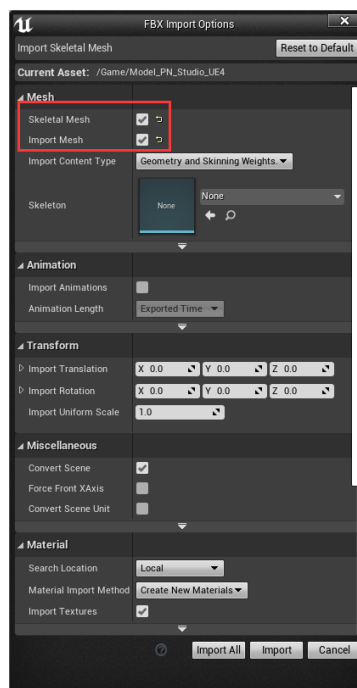 FBX Import Options
Import Skeletal Mesh Reset to Default
Current Asset: /Game/Model_PN_Studio_UE4
Mesh
Skeletal Mesh
Import Mesh
Import Content Type Geometry and Skinning Weights.
Skeleton None None
Animation
Import Animations
Animation Length Exported Time
Transform
Import Translation X 0.0 Y 0.0 Z 0.0
Import Rotation X 0.0 Y 0.0 Z 0.0
Import Uniform Scale 1.0
Miscellaneous
Convert Scene
Force Front XAxis
Convert Scene Unit
Material
Search Location Local
Material Import Method Create New Materials
Import Textures
Import All Import Cancel